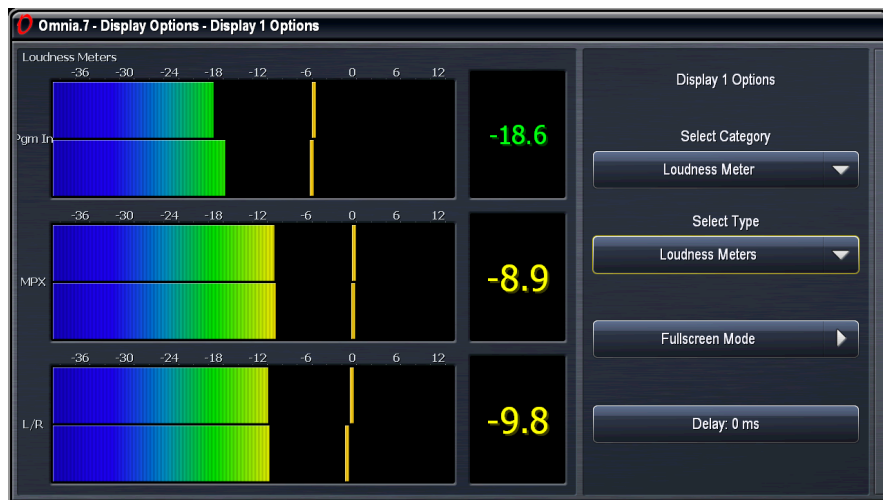 Omnia.7 - Display Options - Display 1 Options
Loudness Meters
-36 -30 -24 -18 -12 -6 0 6 12
Pgm In
-18.6
-36 -30 -24 -18 -12 -6 0 6 12
MPX
-8.9
-36 -30 -24 -18 -12 -6 0 6 12
L/R
-9.8
Display 1 Options
Select Category
Loudness Meter
Select Type
Loudness Meters
Fullscreen Mode
Delay: 0 ms